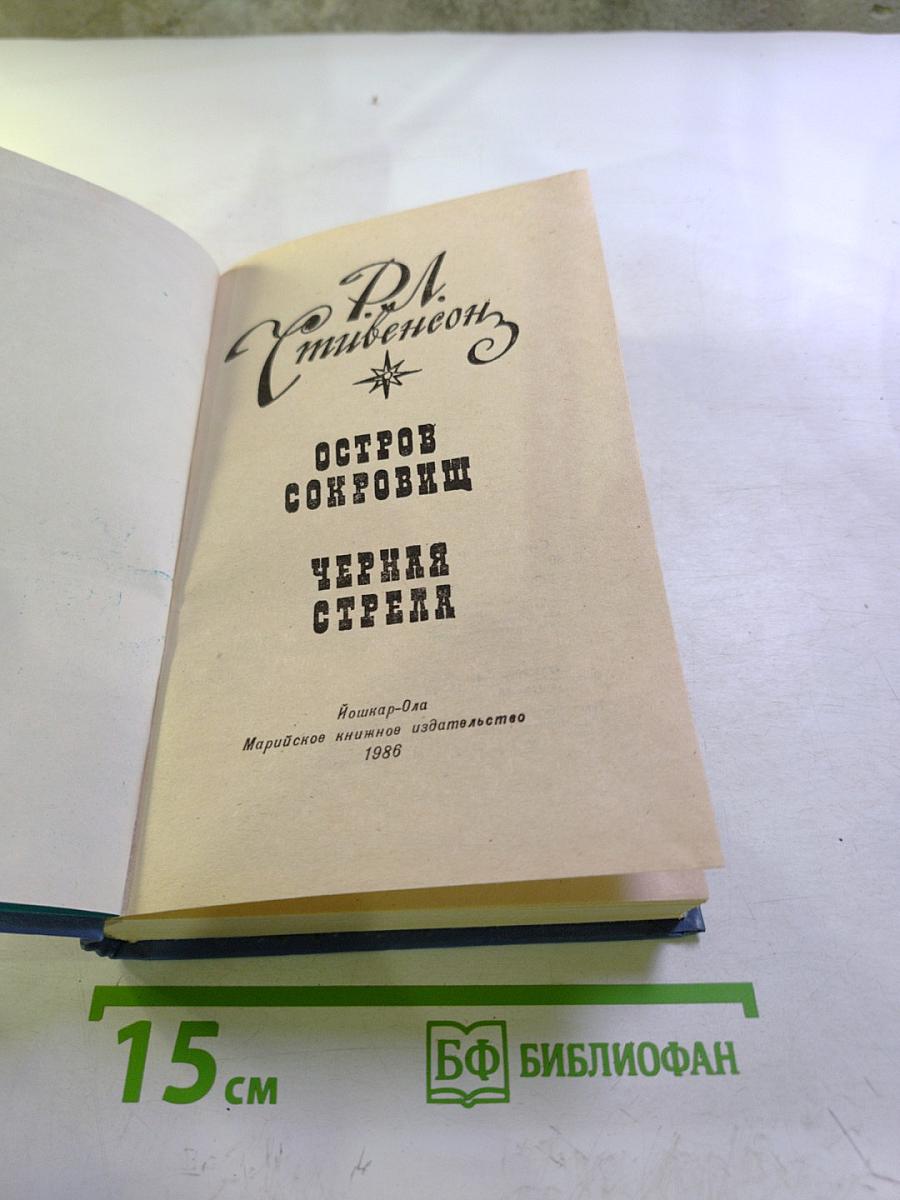 Р.Л.
Стивенсон
ОСТРОВ
СОКРОВИЩ
ЧЕРНАЯ
СТРЕЛА
Йошкар-Ола
Марийское книжное издательство
1986
15 см
БФ БИБЛИОФАН